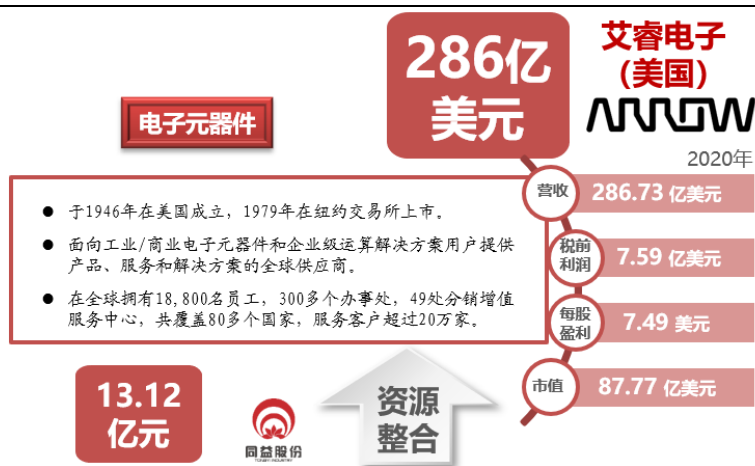 286亿
美元
艾睿电子
（美国）
ARROW
2020年
电子元器件
营收
286.73 亿美元
● 于1946年在美国成立，1979年在纽约交易所上市。
● 面向工业/商业电子元器件和企业级运算解决方案用户提供
产品、服务和解决方案的全球供应商。
● 在全球拥有18,800名员工，300多个办事处，49处分销增值
服务中心，共覆盖80多个国家，服务客户超过20万家。
税前
利润
7.59 亿美元
每股
盈利
7.49 美元
市值
87.77 亿美元
13.12
亿元
同益股份
资源
整合